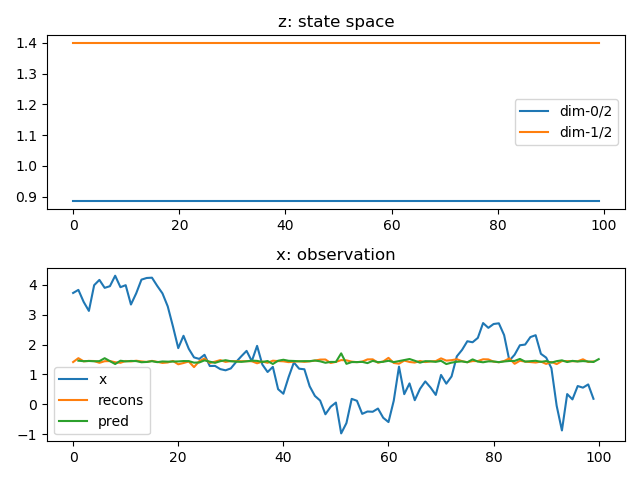 z: state space
1.4
1.3
1.2
1.1
1.0
0.9
dim-0/2
dim-1/2
0 20 40 60 80 100
x: observation
4
3
2
1
0
−1
x
recons
pred
0 20 40 60 80 100